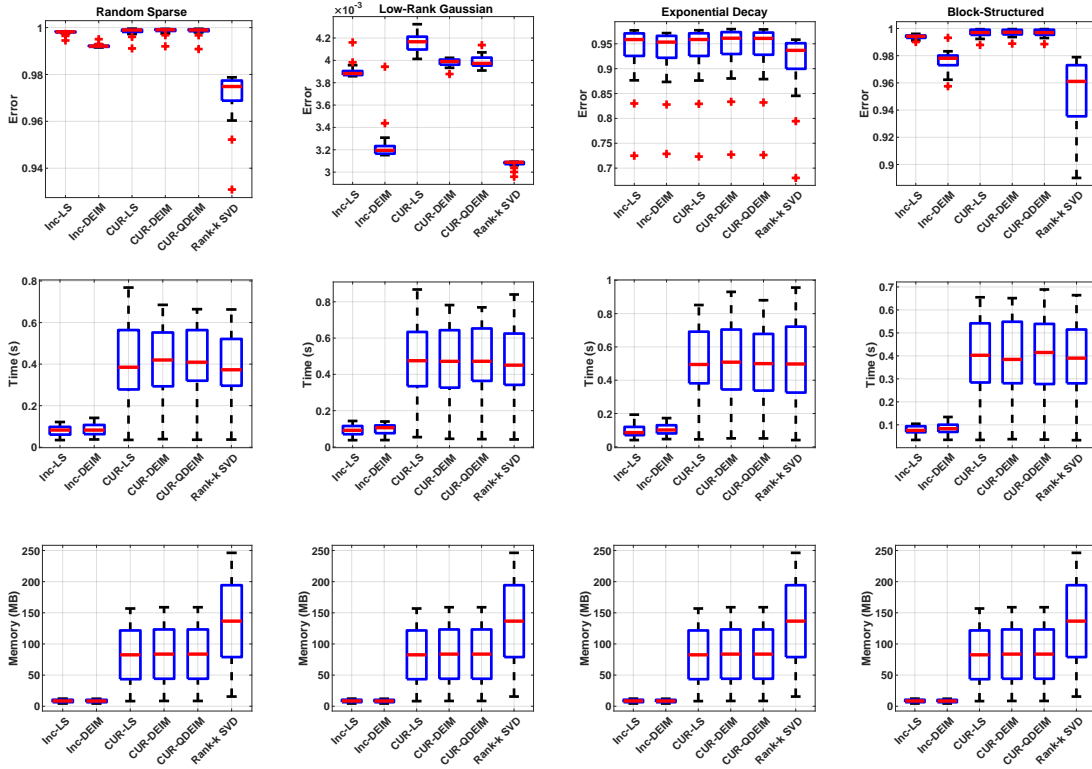 Random Sparse
1
0.98
0.96
0.94
Error
Inc-LS
Inc-DEIM
CUR-LS
CUR-DEIM
CUR-QDEIM
Rank-k SVD
×10⁻³
Low-Rank Gaussian
4.2
4
3.8
3.6
3.4
3.2
3
Error
Inc-LS
Inc-DEIM
CUR-LS
CUR-DEIM
CUR-QDEIM
Rank-k SVD
Exponential Decay
0.95
0.9
0.85
0.8
0.75
0.7
Error
Inc-LS
Inc-DEIM
CUR-LS
CUR-DEIM
CUR-QDEIM
Rank-k SVD
Block-Structured
1
0.98
0.96
0.94
0.92
0.9
Error
Inc-LS
Inc-DEIM
CUR-LS
CUR-DEIM
CUR-QDEIM
Rank-k SVD
0.8
0.6
0.4
0.2
0
Time (s)
Inc-LS
Inc-DEIM
CUR-LS
CUR-DEIM
CUR-QDEIM
Rank-k SVD
0.8
0.6
0.4
0.2
0
Time (s)
Inc-LS
Inc-DEIM
CUR-LS
CUR-DEIM
CUR-QDEIM
Rank-k SVD
1
0.8
0.6
0.4
0.2
0
Time (s)
Inc-LS
Inc-DEIM
CUR-LS
CUR-DEIM
CUR-QDEIM
Rank-k SVD
0.7
0.6
0.5
0.4
0.3
0.2
0.1
Time (s)
Inc-LS
Inc-DEIM
CUR-LS
CUR-DEIM
CUR-QDEIM
Rank-k SVD
250
200
150
100
50
0
Memory (MB)
Inc-LS
Inc-DEIM
CUR-LS
CUR-DEIM
CUR-QDEIM
Rank-k SVD
250
200
150
100
50
0
Memory (MB)
Inc-LS
Inc-DEIM
CUR-LS
CUR-DEIM
CUR-QDEIM
Rank-k SVD
250
200
150
100
50
0
Memory (MB)
Inc-LS
Inc-DEIM
CUR-LS
CUR-DEIM
CUR-QDEIM
Rank-k SVD
250
200
150
100
50
0
Memory (MB)
Inc-LS
Inc-DEIM
CUR-LS
CUR-DEIM
CUR-QDEIM
Rank-k SVD